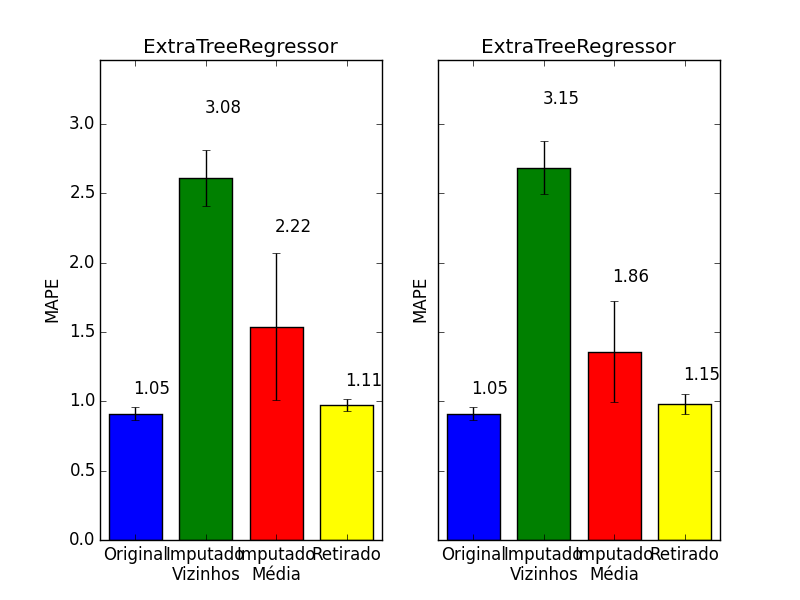 ExtraTreeRegressor
MAPE
3.0
2.5
2.0
1.5
1.0
0.5
0.0
1.05
3.08
2.22
1.11
Original Imputado Imputado Retirado
Vizinhos Média
ExtraTreeRegressor
MAPE
1.05
3.15
1.86
1.15
Original Imputado Imputado Retirado
Vizinhos Média